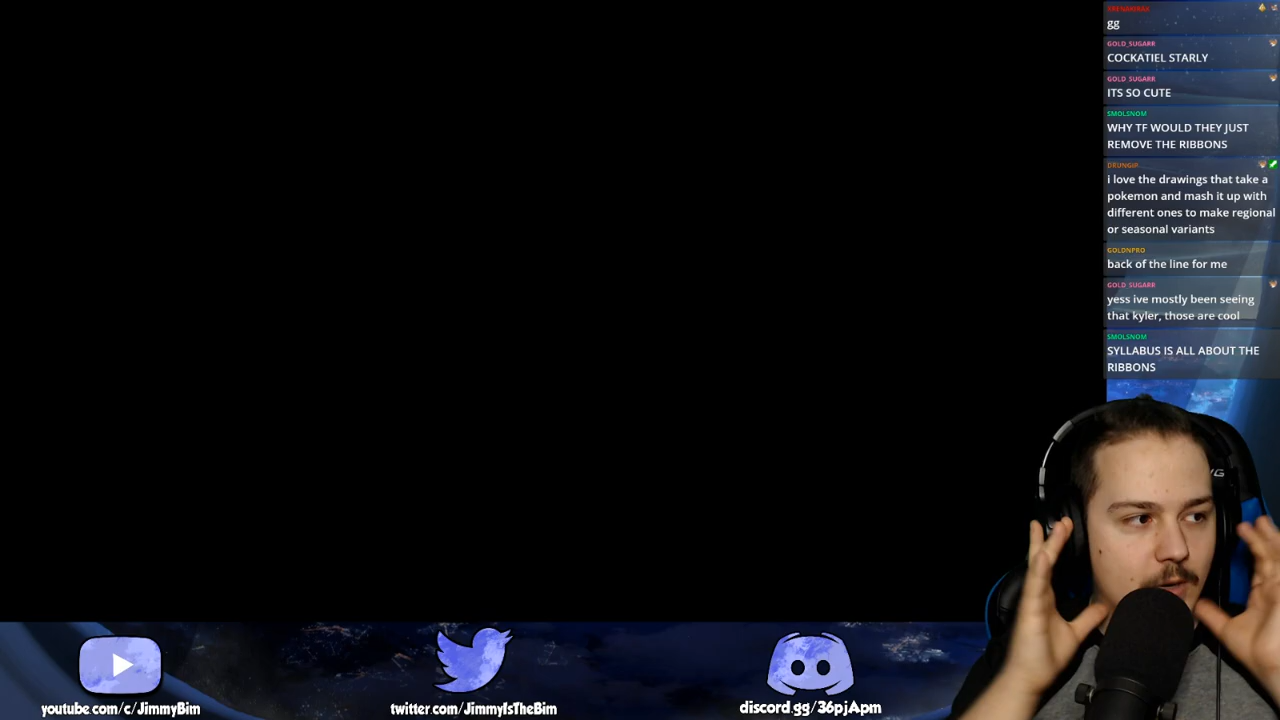 gg
GOLD_SUGARR
COCKATIEL STARLY
GOLD_SUGARR
ITS SO CUTE
SMOLSNOM
WHY TF WOULD THEY JUST
REMOVE THE RIBBONS
DRUNGIP
i love the drawings that take a
pokemon and mash it up with
different ones to make regional
or seasonal variants
GOLDNPRO
back of the line for me
GOLD_SUGARR
yess ive mostly been seeing
that kyler, those are cool
SMOLSNOM
SYLLABUS IS ALL ABOUT THE
RIBBONS
youtube.com/c/JimmyBim
twitter.com/JimmyIsTheBim
discord.gg/36pjApm